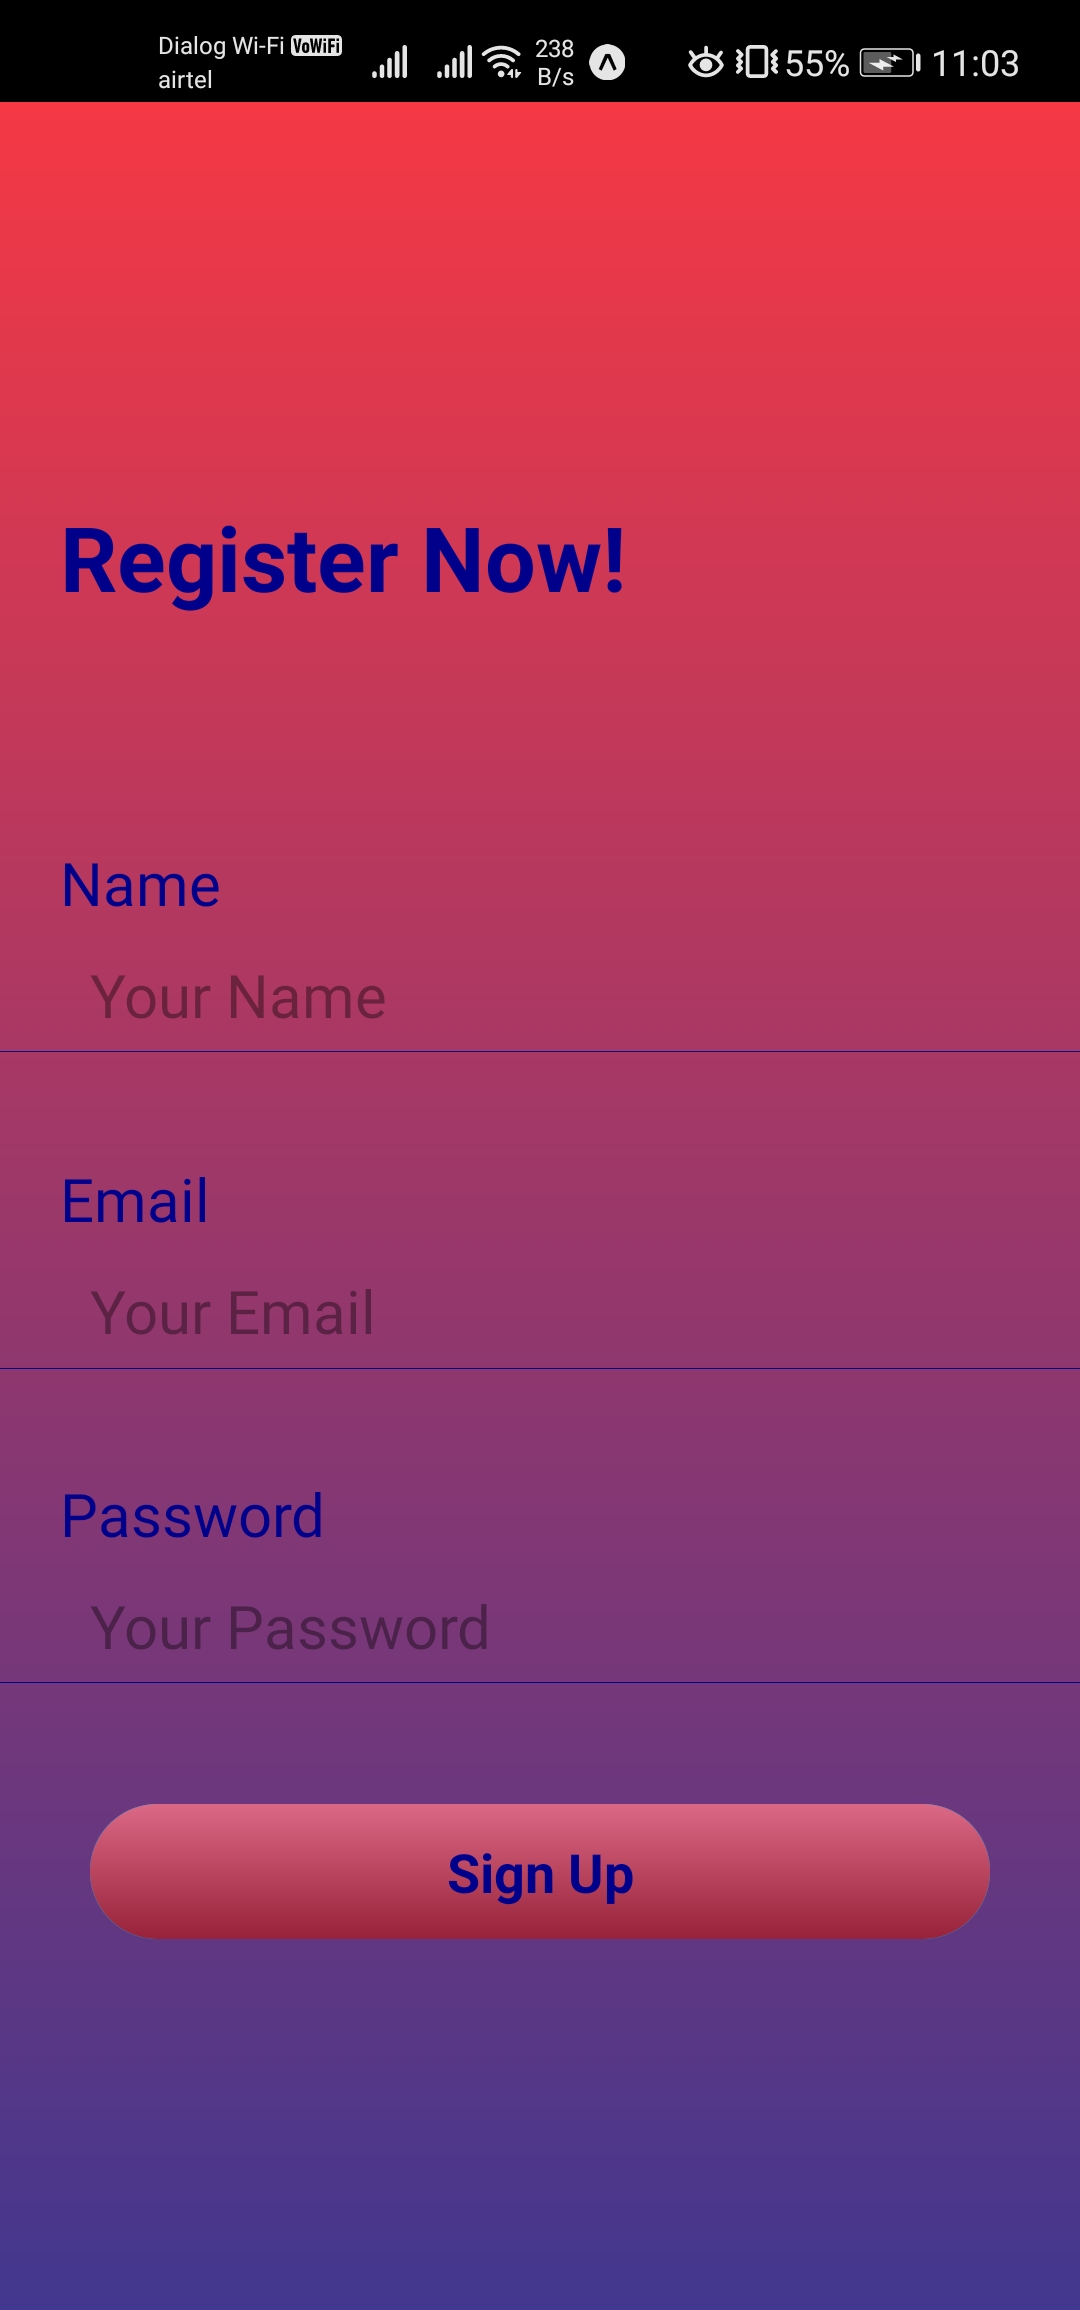 Dialog Wi-Fi VoWiFi
airtel
238
B/s
55%
11:03
Register Now!
Name
Your Name
Email
Your Email
Password
Your Password
Sign Up